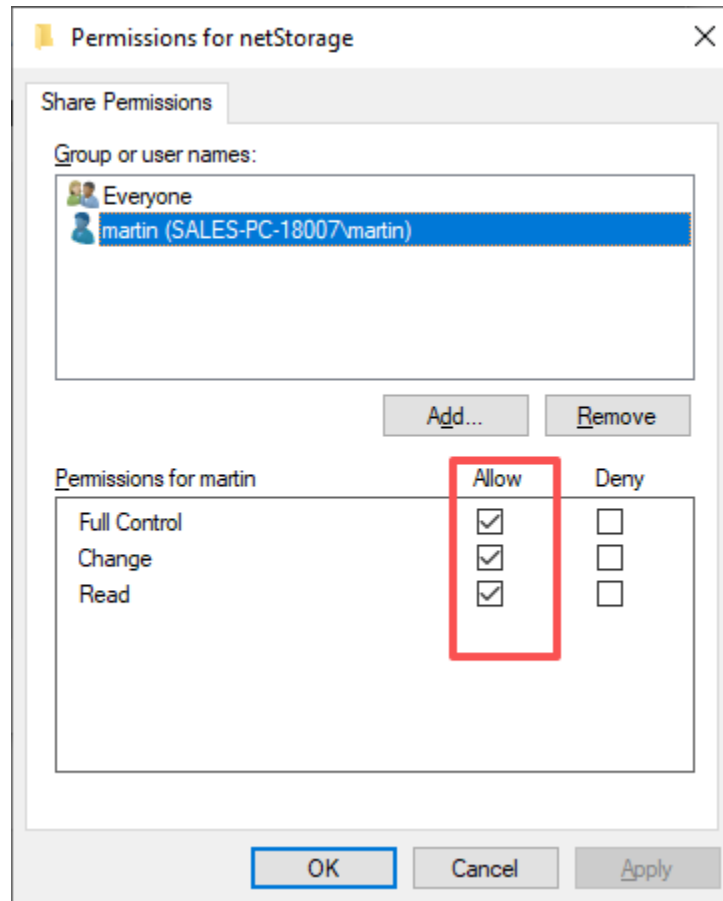 Permissions for netStorage
Share Permissions
Group or user names:
Everyone
martin (SALES-PC-18007\martin)
Add...
Remove
Permissions for martin
Allow
Deny
Full Control
Change
Read
OK
Cancel
Apply